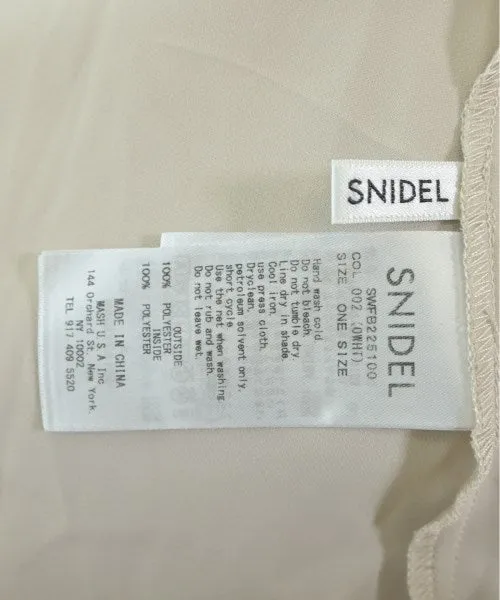 SNIDEL
SNIDEL
SWFB225100
COL 002 (OWHT)
SIZE ONE SIZE
Hand wash cold
Do not bleach.
Do not tumble dry.
Line dry in shade.
Cool iron.
use press cloth.
Dryclean,
petroleum solvent only.
short cycle
Use the net when washing.
Do not rub and wash.
Do not leave wet.
OUTSIDE
100% POLYESTER
INSIDE
100% POLYESTER
MADE IN CHINA
MASH U S A Inc
144 Orchard St. New York.
NY 10002
TEL 917 409 5520